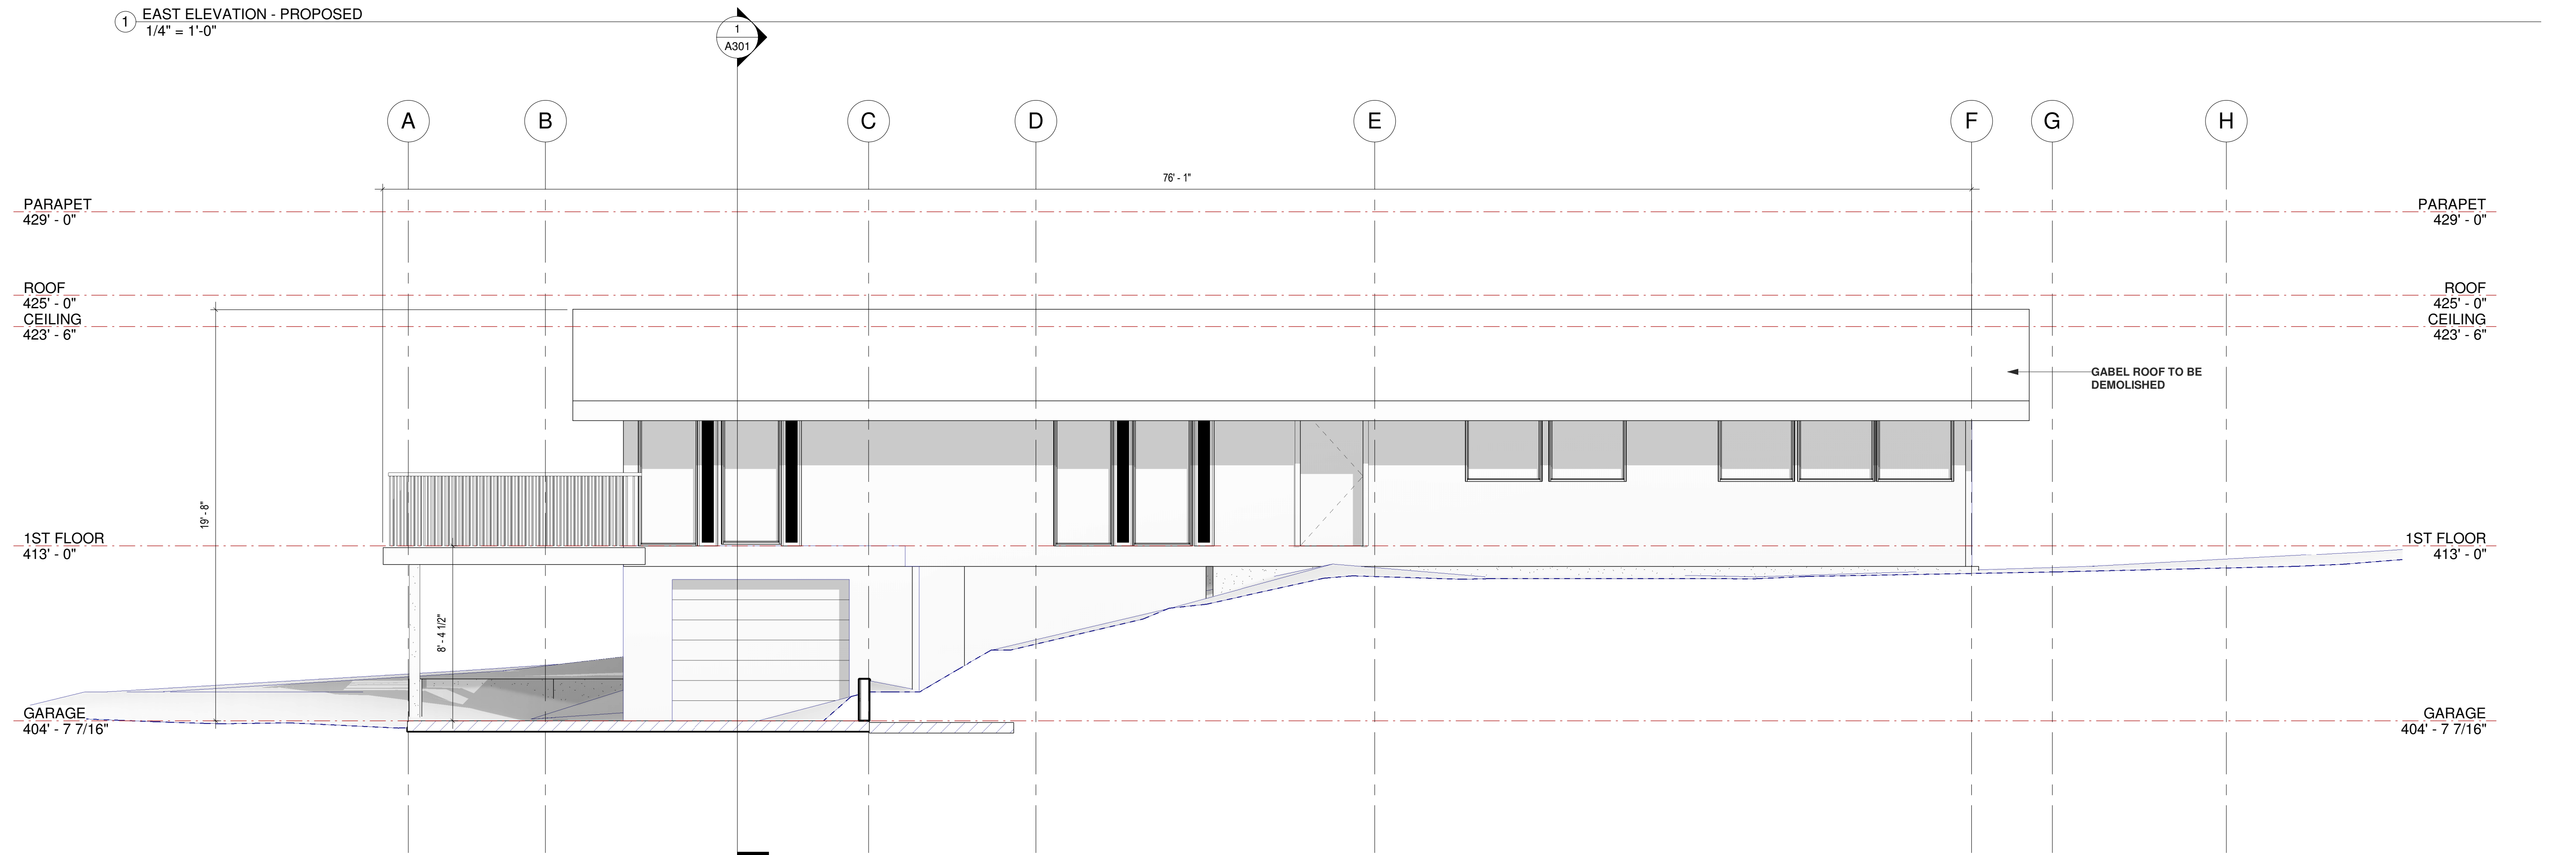 1 EAST ELEVATION - PROPOSED
1/4" = 1'-0"
1
A301
A B C D E F G H
76' - 1"
PARAPET
429' - 0"
PARAPET
429' - 0"
ROOF
425' - 0"
ROOF
425' - 0"
CEILING
423' - 6"
CEILING
423' - 6"
GABEL ROOF TO BE
DEMOLISHED
19' - 8"
1ST FLOOR
413' - 0"
1ST FLOOR
413' - 0"
8' - 4 1/2"
GARAGE
404' - 7 7/16"
GARAGE
404' - 7 7/16"